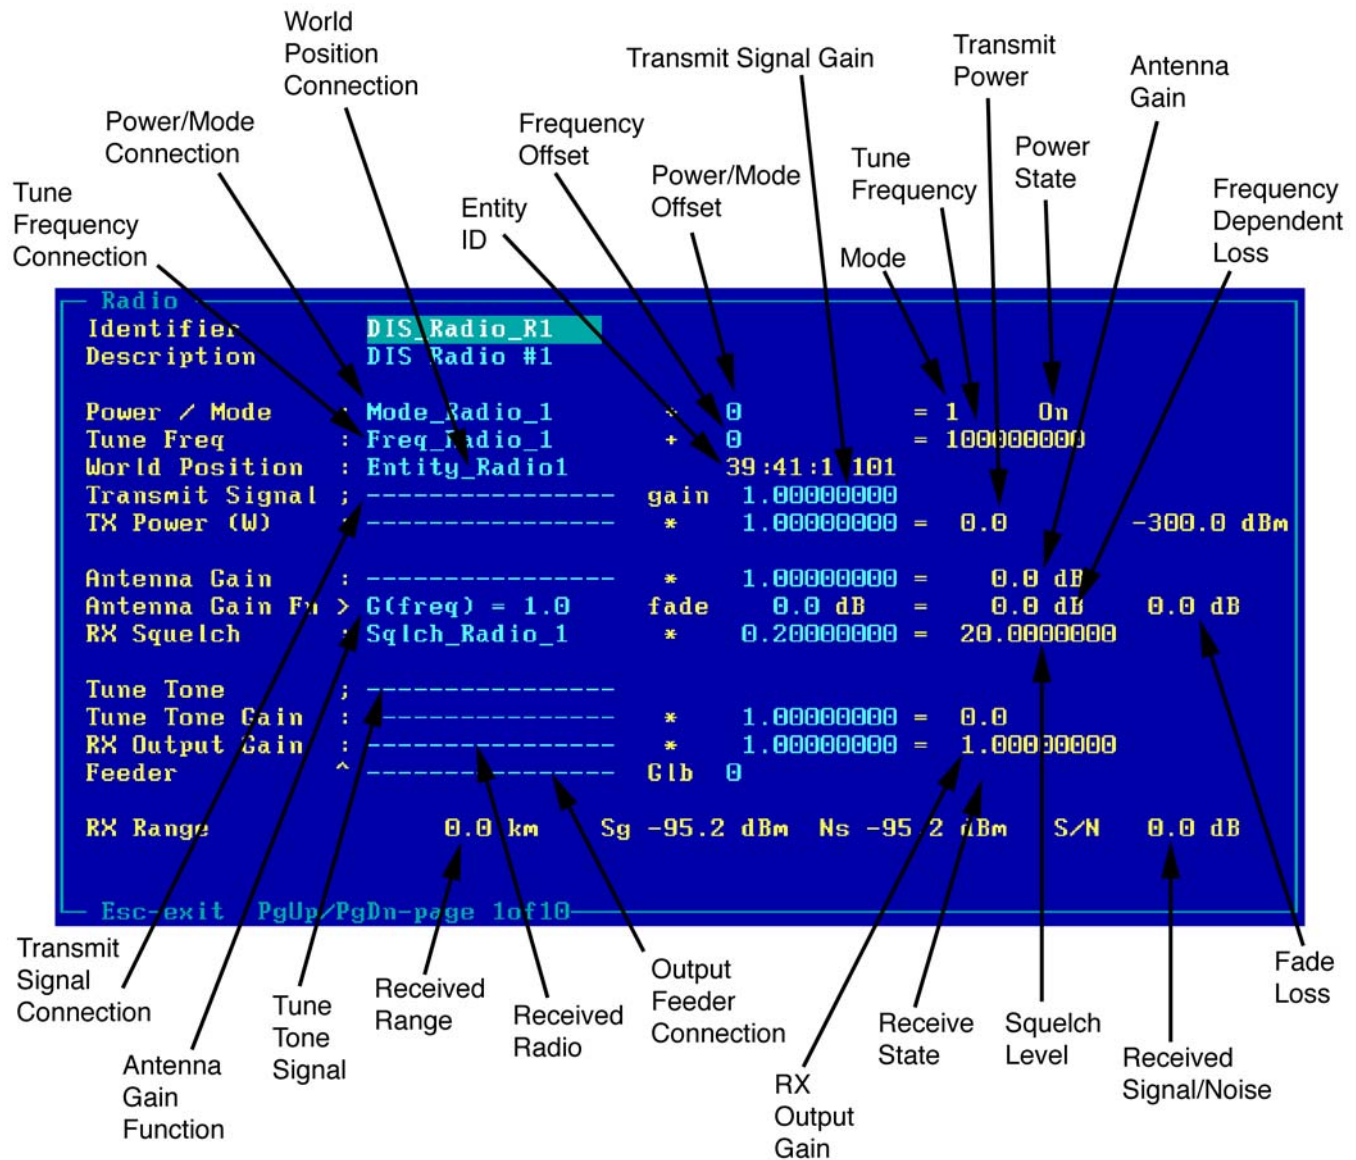 World
Position
Connection
Transmit Signal Gain
Transmit
Power
Antenna
Gain
Power/Mode
Connection
Frequency
Offset
Power/Mode
Offset
Tune
Frequency
Power
State
Tune
Frequency
Connection
Entity
ID
Mode
Frequency
Dependent
Loss
Radio
Identifier DIS_Radio_R1
Description DIS Radio #1
Power / Mode : Mode_Radio_1 + 0 = 1 On
Tune Freq : Freq_Radio_1 + 0 = 100000000
World Position : Entity_Radio1 39:41:1 101
Transmit Signal ; ---------------- gain 1.00000000
TX Power (W) : ---------------- * 1.00000000 = 0.0 -300.0 dBm
Antenna Gain : ---------------- * 1.00000000 = 0.0 dB
Antenna Gain Fn > G(freq) = 1.0 fade 0.0 dB = 0.0 dB 0.0 dB
RX Squelch : Sqlch_Radio_1 * 0.20000000 = 20.0000000
Tune Tone ; ----------------
Tune Tone Gain : ---------------- * 1.00000000 = 0.0
RX Output Gain : ---------------- * 1.00000000 = 1.00000000
Feeder ^ ---------------- Glb 0
RX Range 0.0 km Sg -95.2 dBm Ns -95.2 dBm S/N 0.0 dB
Esc-exit PgUp/PgDn-page 1of10
Transmit
Signal
Connection
Antenna
Gain
Function
Tune
Tone
Signal
Received
Range
Received
Radio
Output
Feeder
Connection
RX
Output
Gain
Receive
State
Squelch
Level
Received
Signal/Noise
Fade
Loss